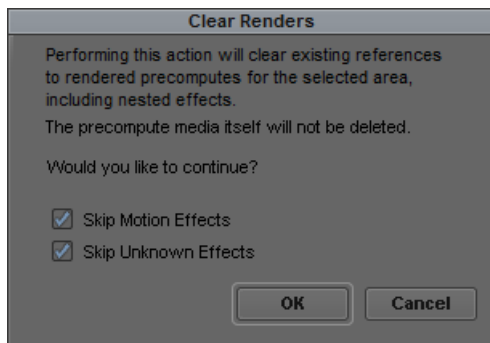 Clear Renders
Performing this action will clear existing references
to rendered precomputes for the selected area,
including nested effects.
The precompute media itself will not be deleted.
Would you like to continue?
Skip Motion Effects
Skip Unknown Effects
OK Cancel